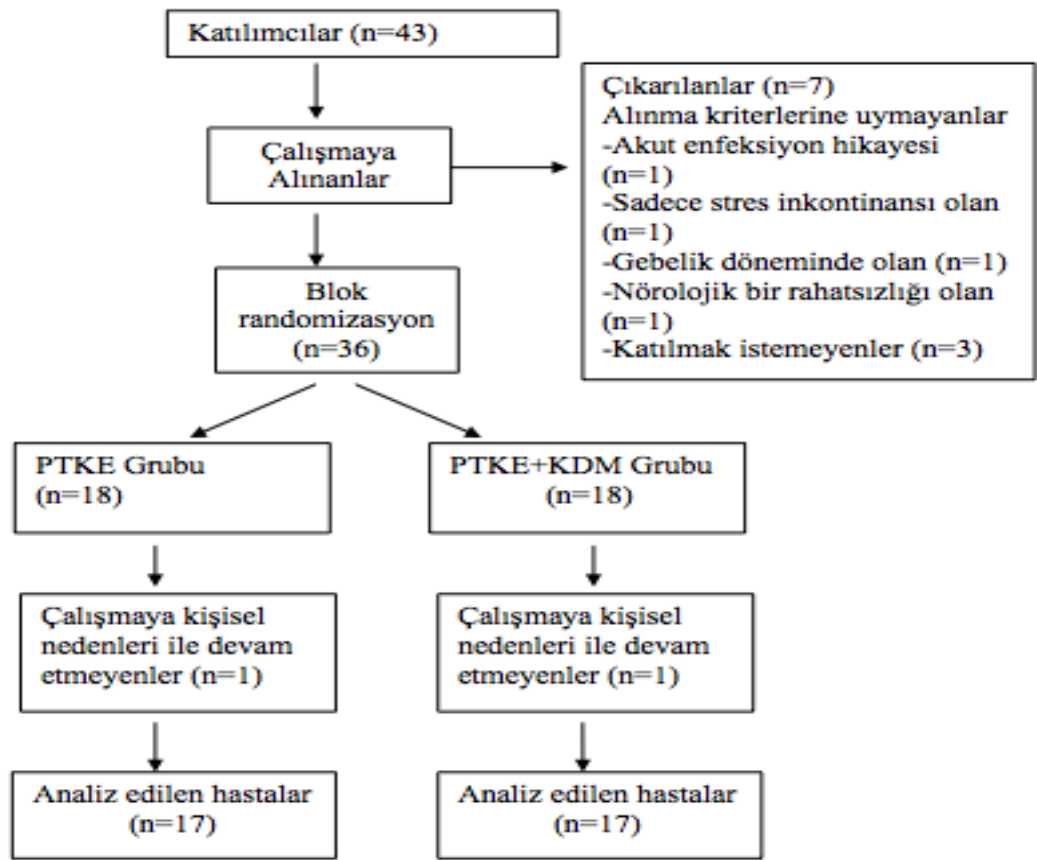 Katılımcılar (n=43)
Çıkarılanlar (n=7)
Alınma kriterlerine uymayanlar
-Akut enfeksiyon hikayesi
(n=1)
-Sadece stres inkontinansı olan
(n=1)
-Gebelik döneminde olan (n=1)
-Nörolojik bir rahatsızlığı olan
(n=1)
-Katılmak istemeyenler (n=3)
Çalışmaya
Alınanlar
Blok
randomizasyon
(n=36)
PTKE Grubu
(n=18)
PTKE+KDM Grubu
(n=18)
Çalışmaya kişisel
nedenleri ile devam
etmeyenler (n=1)
Çalışmaya kişisel
nedenleri ile devam
etmeyenler (n=1)
Analiz edilen hastalar
(n=17)
Analiz edilen hastalar
(n=17)